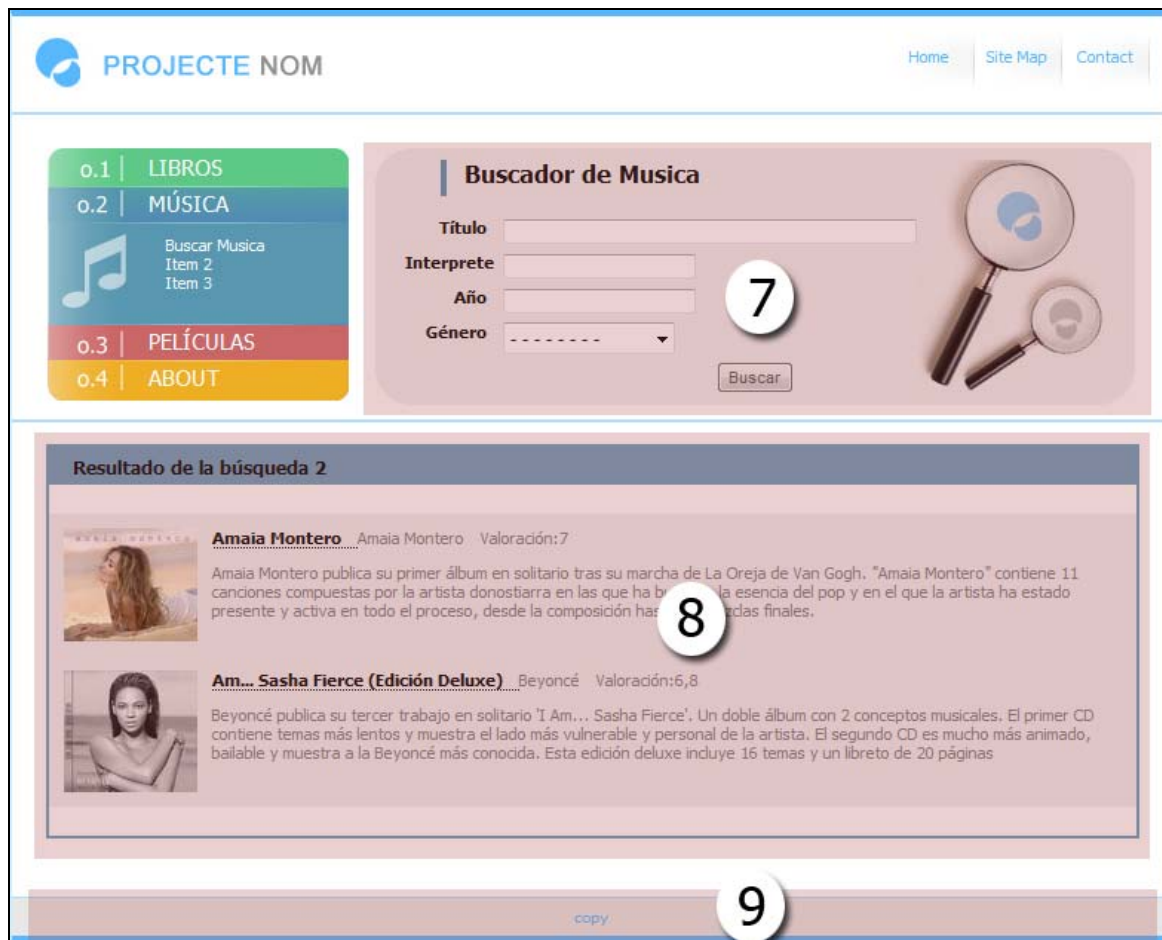 PROJECTE NOM
Home Site Map Contact
o.1 LIBROS
o.2 MÚSICA
Buscar Musica
Item 2
Item 3
o.3 PELÍCULAS
o.4 ABOUT
Buscador de Musica
Título
Interprete
Año
Género
--------
Buscar
7
Resultado de la búsqueda 2
Amaia Montero Amaia Montero Valoración:7
Amaia Montero publica su primer álbum en solitario tras su marcha de La Oreja de Van Gogh. "Amaia Montero" contiene 11
canciones compuestas por la artista donostiarra en las que ha la esencia del pop y en el que la artista ha estado
presente y activa en todo el proceso, desde la composición finales.
8
Am... Sasha Fierce (Edición Deluxe) Beyoncé Valoración:6,8
Beyoncé publica su tercer trabajo en solitario 'I Am... Sasha Fierce'. Un doble álbum con 2 conceptos musicales. El primer CD
contiene temas más lentos y muestra el lado más vulnerable y personal de la artista. El segundo CD es mucho más animado,
bailable y muestra a la Beyoncé más conocida. Esta edición deluxe incluye 16 temas y un libreto de 20 páginas
copy
9